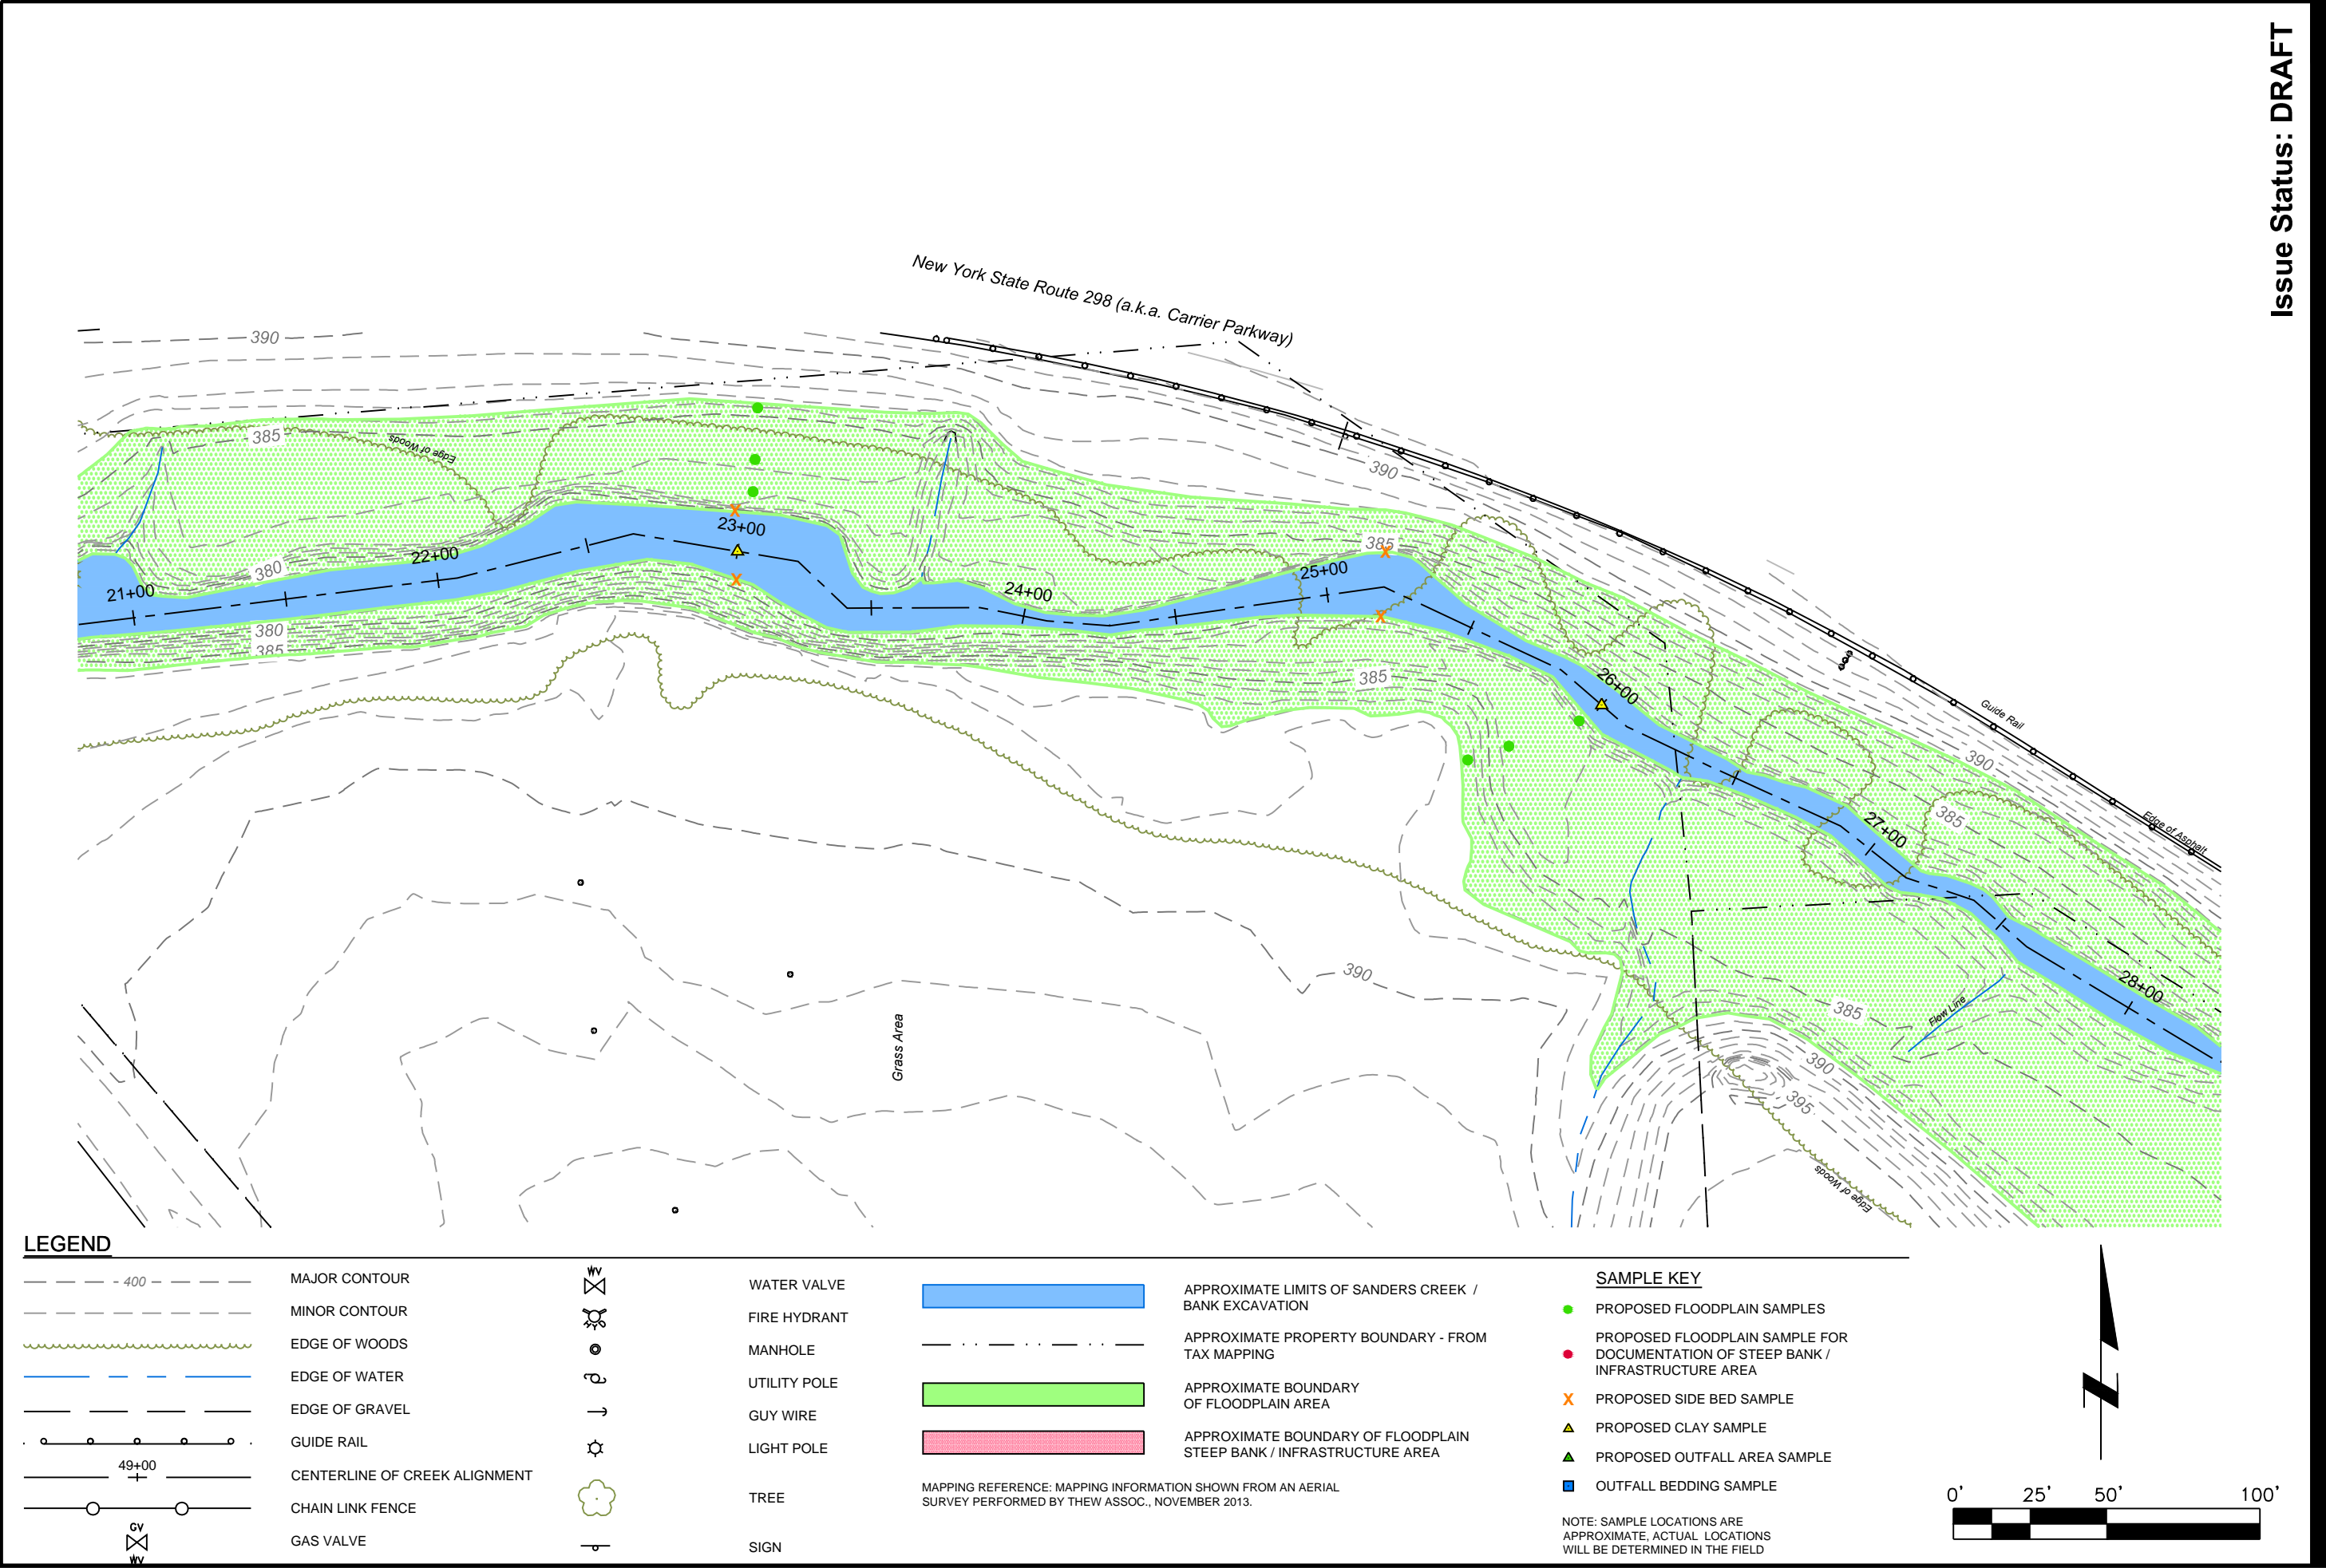 Issue Status: DRAFT
New York State Route 298 (a.k.a. Carrier Parkway)
390
385
Edge of Woods
390
380
23+00
22+00
385
25+00
21+00
24+00
380
385
385
26+00
Guide Rail
390
385
27+00
Edge of Asphalt
390
28+00
385
Flow Line
Grass Area
390
395
Edge of Woods
LEGEND
400
MAJOR CONTOUR
MINOR CONTOUR
EDGE OF WOODS
EDGE OF WATER
EDGE OF GRAVEL
GUIDE RAIL
49+00
CENTERLINE OF CREEK ALIGNMENT
CHAIN LINK FENCE
GV
GAS VALVE
WV
WV
WATER VALVE
FIRE HYDRANT
MANHOLE
UTILITY POLE
GUY WIRE
LIGHT POLE
TREE
SIGN
APPROXIMATE LIMITS OF SANDERS CREEK /
BANK EXCAVATION
APPROXIMATE PROPERTY BOUNDARY - FROM
TAX MAPPING
APPROXIMATE BOUNDARY
OF FLOODPLAIN AREA
APPROXIMATE BOUNDARY OF FLOODPLAIN
STEEP BANK / INFRASTRUCTURE AREA
MAPPING REFERENCE: MAPPING INFORMATION SHOWN FROM AN AERIAL
SURVEY PERFORMED BY THEW ASSOC., NOVEMBER 2013.
SAMPLE KEY
PROPOSED FLOODPLAIN SAMPLES
PROPOSED FLOODPLAIN SAMPLE FOR
DOCUMENTATION OF STEEP BANK /
INFRASTRUCTURE AREA
X PROPOSED SIDE BED SAMPLE
PROPOSED CLAY SAMPLE
PROPOSED OUTFALL AREA SAMPLE
OUTFALL BEDDING SAMPLE
NOTE: SAMPLE LOCATIONS ARE
APPROXIMATE, ACTUAL LOCATIONS
WILL BE DETERMINED IN THE FIELD
N
0' 25' 50' 100'